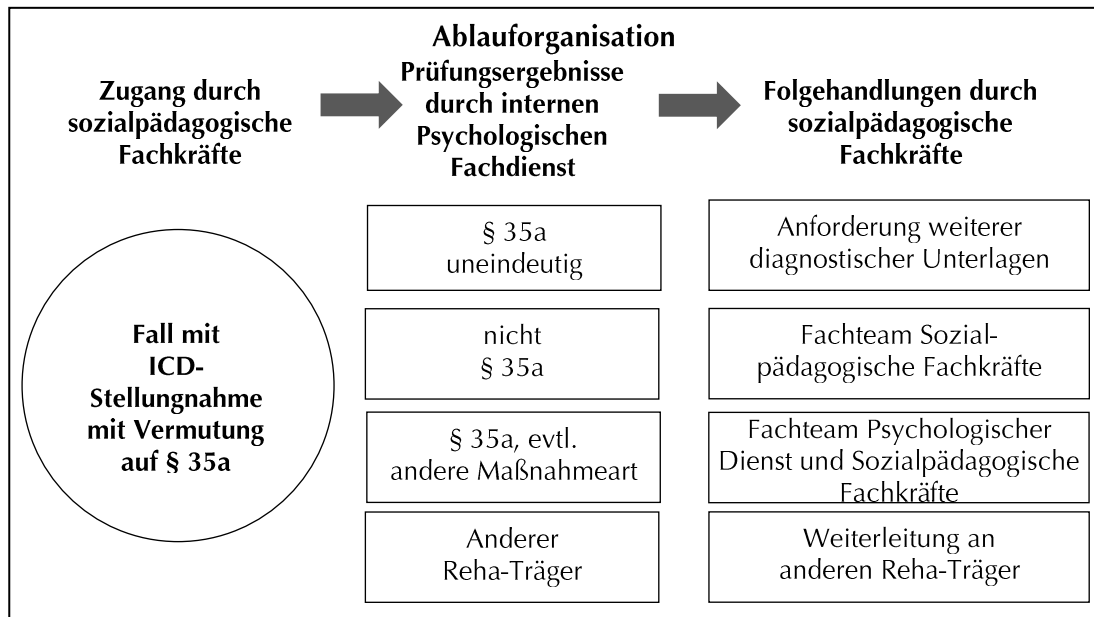 Ablauforganisation
Zugang durch
sozialpädagogische
Fachkräfte
Prüfungsergebnisse
durch internen
Psychologischen
Fachdienst
Folgehandlungen durch
sozialpädagogische
Fachkräfte
Fall mit
ICD-
Stellungnahme
mit Vermutung
auf § 35a
§ 35a
uneindeutig
Anforderung weiterer
diagnostischer Unterlagen
nicht
§ 35a
Fachteam Sozial-
pädagogische Fachkräfte
§ 35a, evtl.
andere Maßnahmeart
Fachteam Psychologischer
Dienst und Sozialpädagogische
Fachkräfte
Anderer
Reha-Träger
Weiterleitung an
anderen Reha-Träger